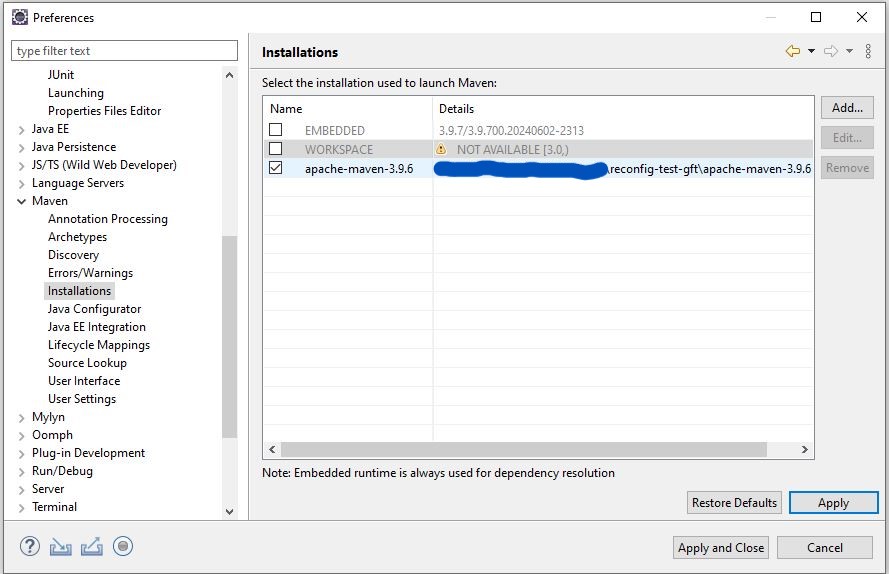 Preferences
type filter text
JUnit
Launching
Properties Files Editor
Java EE
Java Persistence
JS/TS (Wild Web Developer)
Language Servers
Maven
Annotation Processing
Archetypes
Discovery
Errors/Warnings
Installations
Java Configurator
Java EE Integration
Lifecycle Mappings
Source Lookup
User Interface
User Settings
Mylyn
Oomph
Plug-in Development
Run/Debug
Server
Terminal
Installations
Select the installation used to launch Maven:
Name Details
EMBEDDED 3.9.7/3.9.700.20240602-2313
WORKSPACE NOT AVAILABLE [3.0,)
apache-maven-3.9.6 \reconfig-test-gft\apache-maven-3.9.6
Add...
Edit...
Remove
Note: Embedded runtime is always used for dependency resolution
Restore Defaults Apply
Apply and Close Cancel